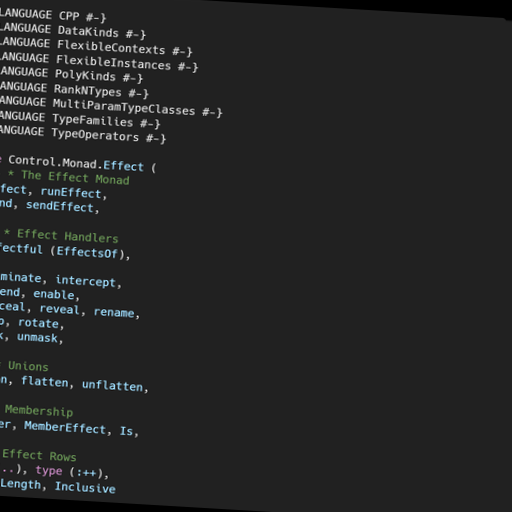 LANGUAGE CPP #-}
LANGUAGE DataKinds #-}
LANGUAGE FlexibleContexts #-}
LANGUAGE FlexibleInstances #-}
LANGUAGE PolyKinds #-}
LANGUAGE RankNTypes #-}
LANGUAGE MultiParamTypeClasses #-}
LANGUAGE TypeFamilies #-}
LANGUAGE TypeOperators #-}
Control.Monad.Effect (
* The Effect Monad
fect, runEffect,
nd, sendEffect,
* Effect Handlers
ectful (EffectsOf),
minate, intercept,
end, enable,
ceal, reveal, rename,
, rotate,
, unmask,
Unions
n, flatten, unflatten,
Membership
er, MemberEffect, Is,
Effect Rows
..), type (:++),
Length, Inclusive